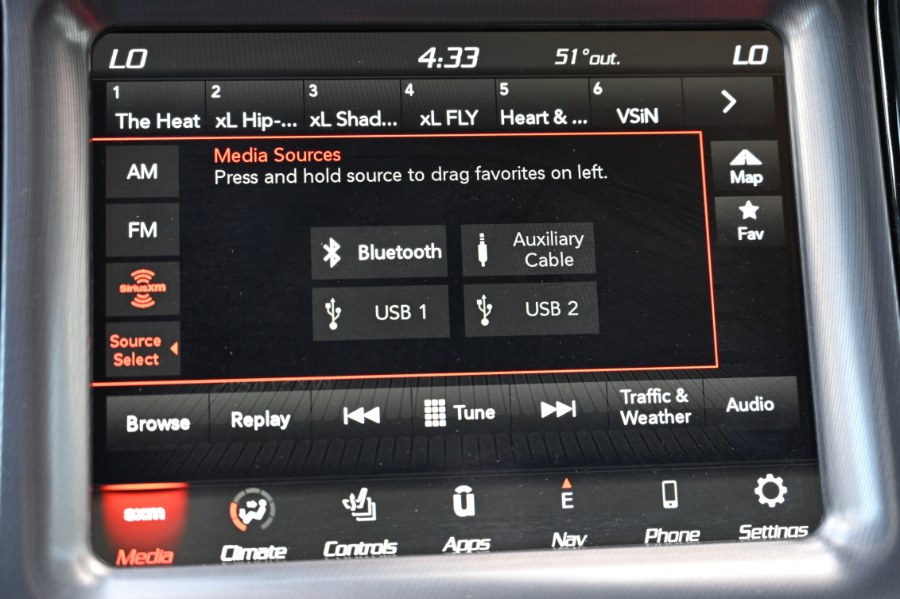 LO 4:33 51°out. LO
1 2 3 4 5 6
The Heat xL Hip-... xL Shad... xL FLY Heart & ... VSiN
AM
FM
SiriusXM
Source
Select
Media Sources
Press and hold source to drag favorites on left.
Bluetooth
Auxiliary
Cable
USB 1
USB 2
Map
Fav
Browse
Replay
Tune
Traffic &
Weather
Audio
sxm
Media
Climate
Controls
Apps
E
Nav
Phone
Settings